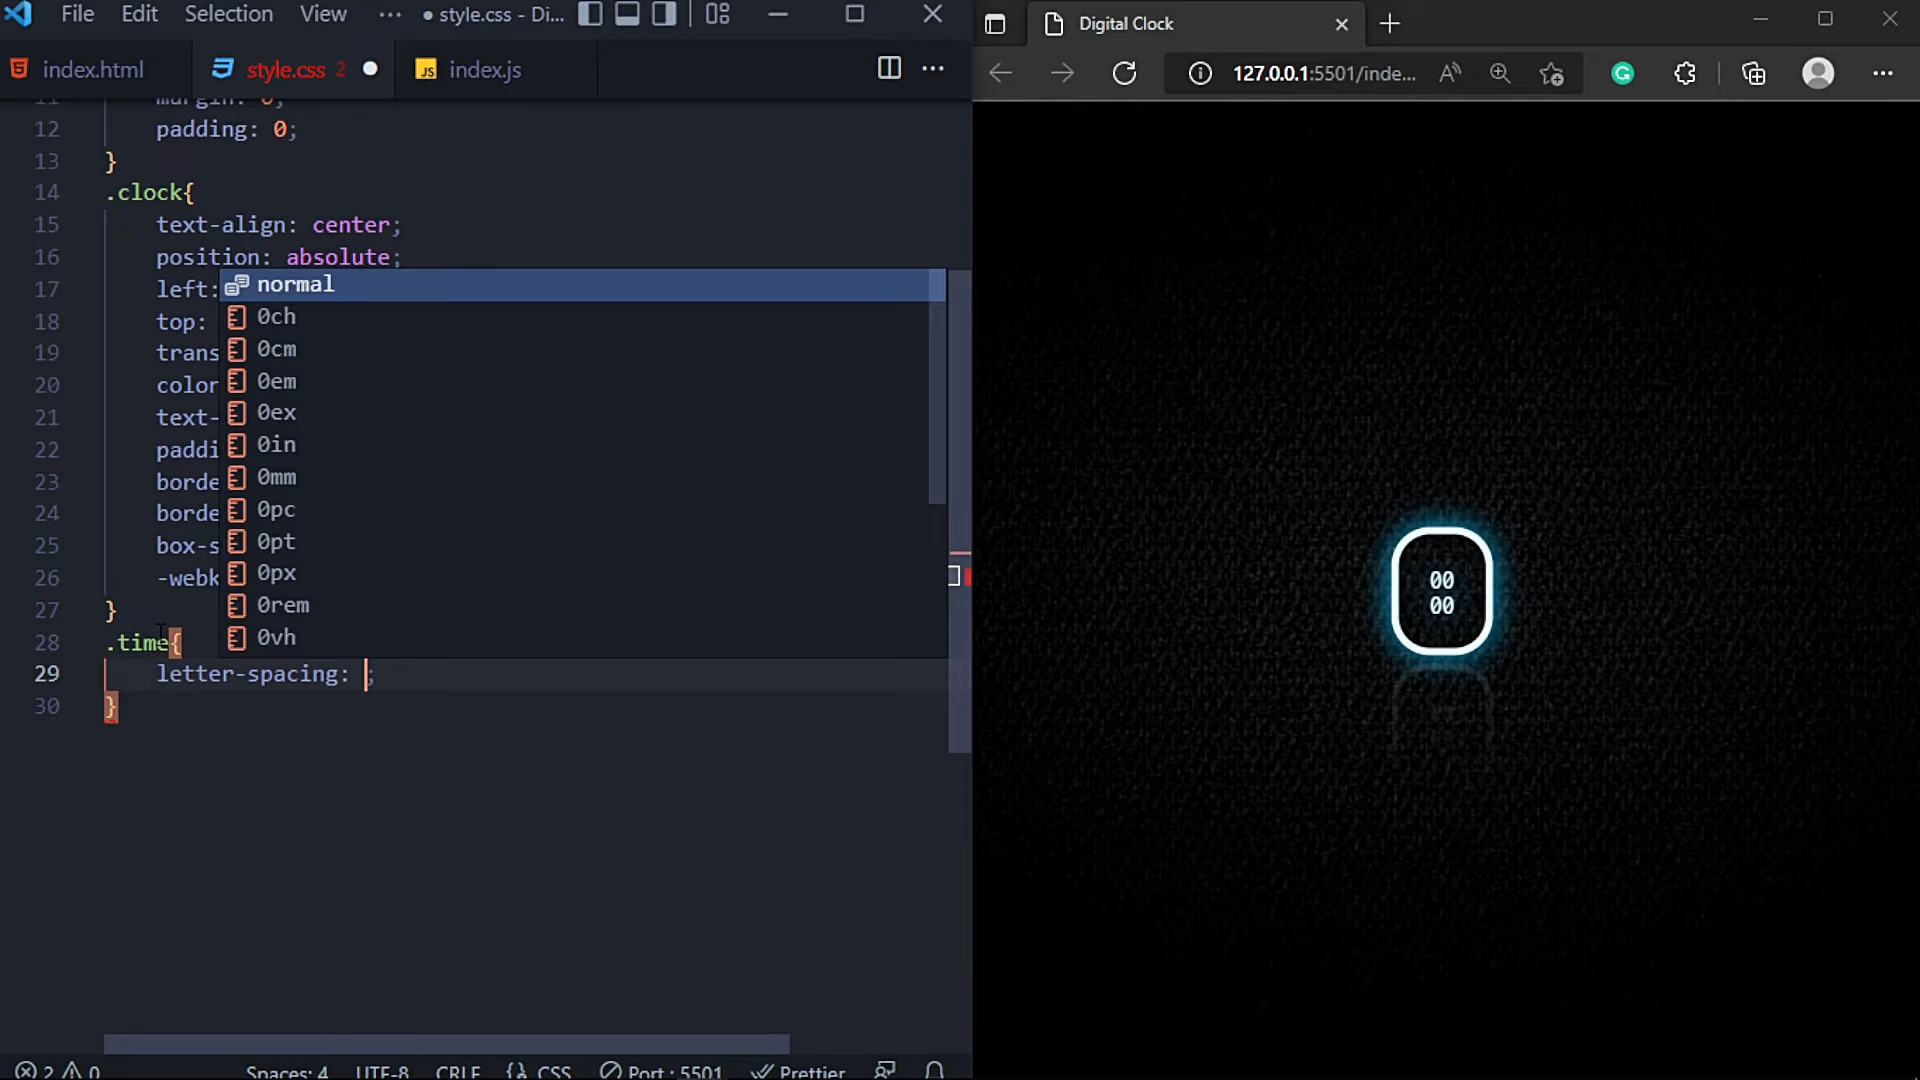 File Edit Selection View ··· ● style.css - Di...
index.html
style.css 2
index.js
12 padding: 0;
13 }
14 .clock{
15 text-align: center;
16 position: absolute;
17 left:
18 top:
19 trans
20 color
21 text-
22 paddi
23 borde
24 borde
25 box-s
26 -webk
normal
0ch
0cm
0em
0ex
0in
0mm
0pc
0pt
0px
0rem
0vh
27 }
28 .time{
29 letter-spacing: ;
30 }
2 0 Spaces: 4 UTF-8 CRLF {} CSS Port : 5501 Prettier
Digital Clock
127.0.0.1:5501/inde...
00
00